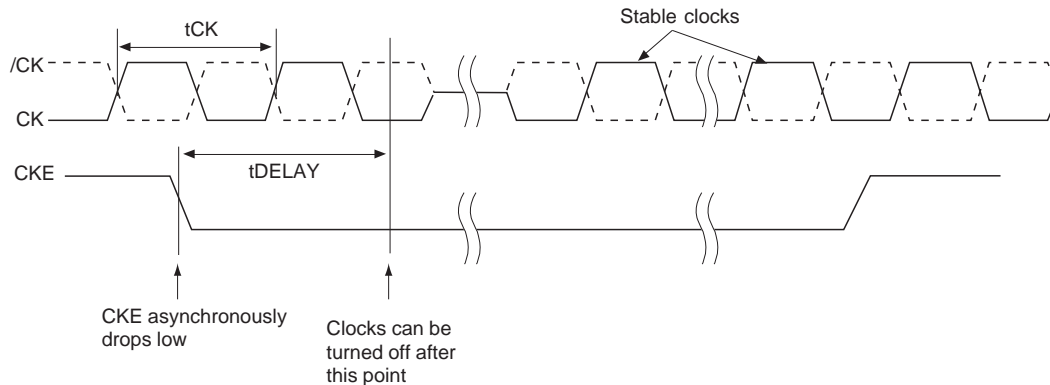 Stable clocks
tCK
/CK
CK
tDELAY
CKE
CKE asynchronously
drops low
Clocks can be
turned off after
this point